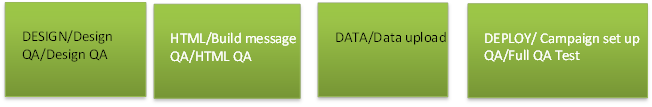 DESIGN/Design
QA/Design QA
HTML/Build message
QA/HTML QA
DATA/Data upload
DEPLOY/ Campaign set up
QA/Full QA Test